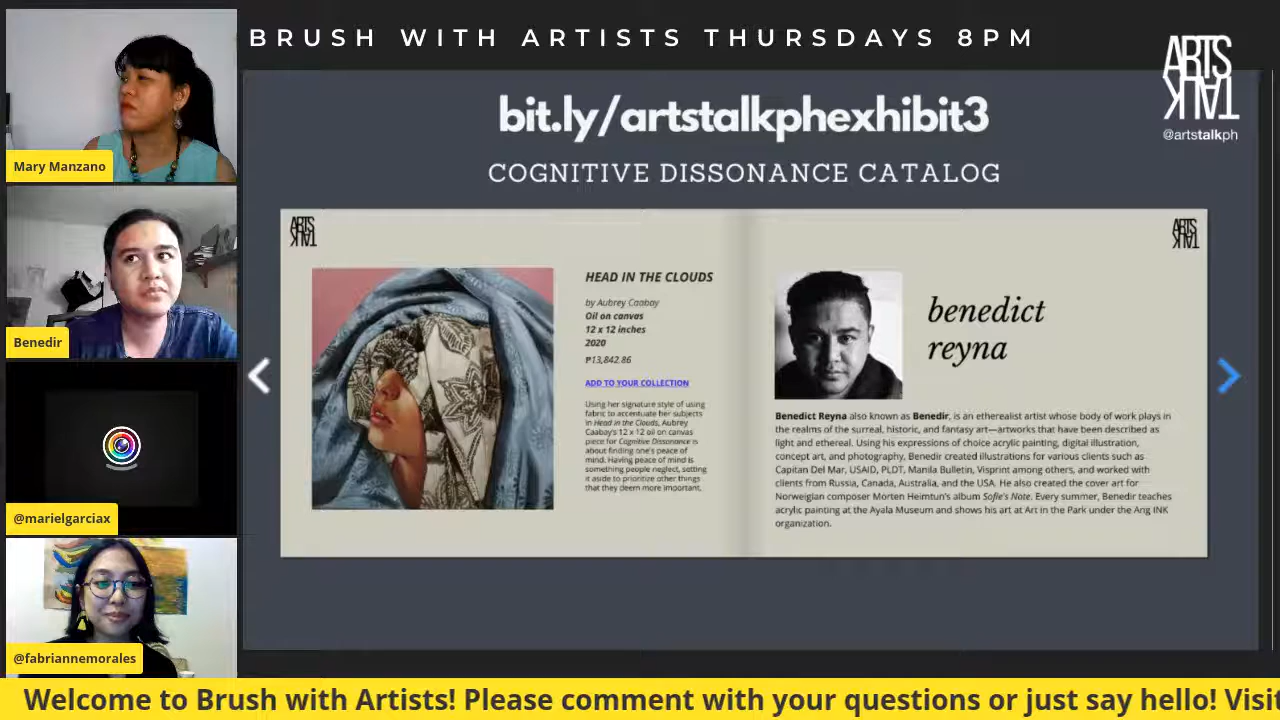 BRUSH WITH ARTISTS THURSDAYS 8PM
ARTS
TALK
@artstalkph
Mary Manzano
Benedir
@marielgarciax
@fabriannemorales
bit.ly/artstalkphexhibit3
COGNITIVE DISSONANCE CATALOG
ARTS
TALK
HEAD IN THE CLOUDS
by Aubrey Caabay
Oil on canvas
12 x 12 inches
2020
₱13,842.86
ADD TO YOUR COLLECTION
Using her signature style of using
fabric to accentuate her subjects
in Head in the Clouds, Aubrey
Caabay's 12 x 12 oil on canvas
piece for Cognitive Dissonance is
about finding one's peace of
mind. Having peace of mind is
something people neglect, setting
it aside to prioritize other things
that they deem more important.
ARTS
TALK
benedict
reyna
Benedict Reyna also known as Benedir, is an etherealist artist whose body of work plays in
the realms of the surreal, historic, and fantasy art—artworks that have been described as
light and ethereal. Using his expressions of choice acrylic painting, digital illustration,
concept art, and photography, Benedir created illustrations for various clients such as
Capitan Del Mar, USAID, PLDT, Manila Bulletin, Visprint among others, and worked with
clients from Russia, Canada, Australia, and the USA. He also created the cover art for
Norwegian composer Morten Heimtun's album Sofie's Note. Every summer, Benedir teaches
acrylic painting at the Ayala Museum and shows his art at Art in the Park under the Ang INK
organization.
Welcome to Brush with Artists! Please comment with your questions or just say hello! Visit